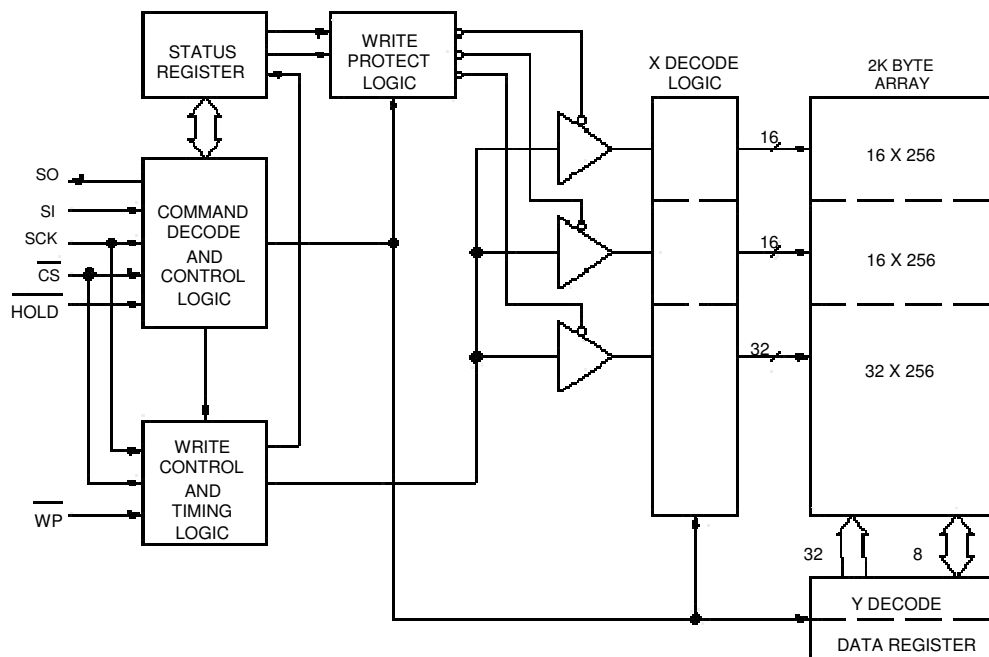 STATUS
REGISTER
WRITE
PROTECT
LOGIC
X DECODE
LOGIC
2K BYTE
ARRAY
SO
SI
SCK
CS
HOLD
COMMAND
DECODE
AND
CONTROL
LOGIC
16
16 X 256
16
16 X 256
32
32 X 256
WRITE
CONTROL
AND
TIMING
LOGIC
WP
32
8
Y DECODE
DATA REGISTER